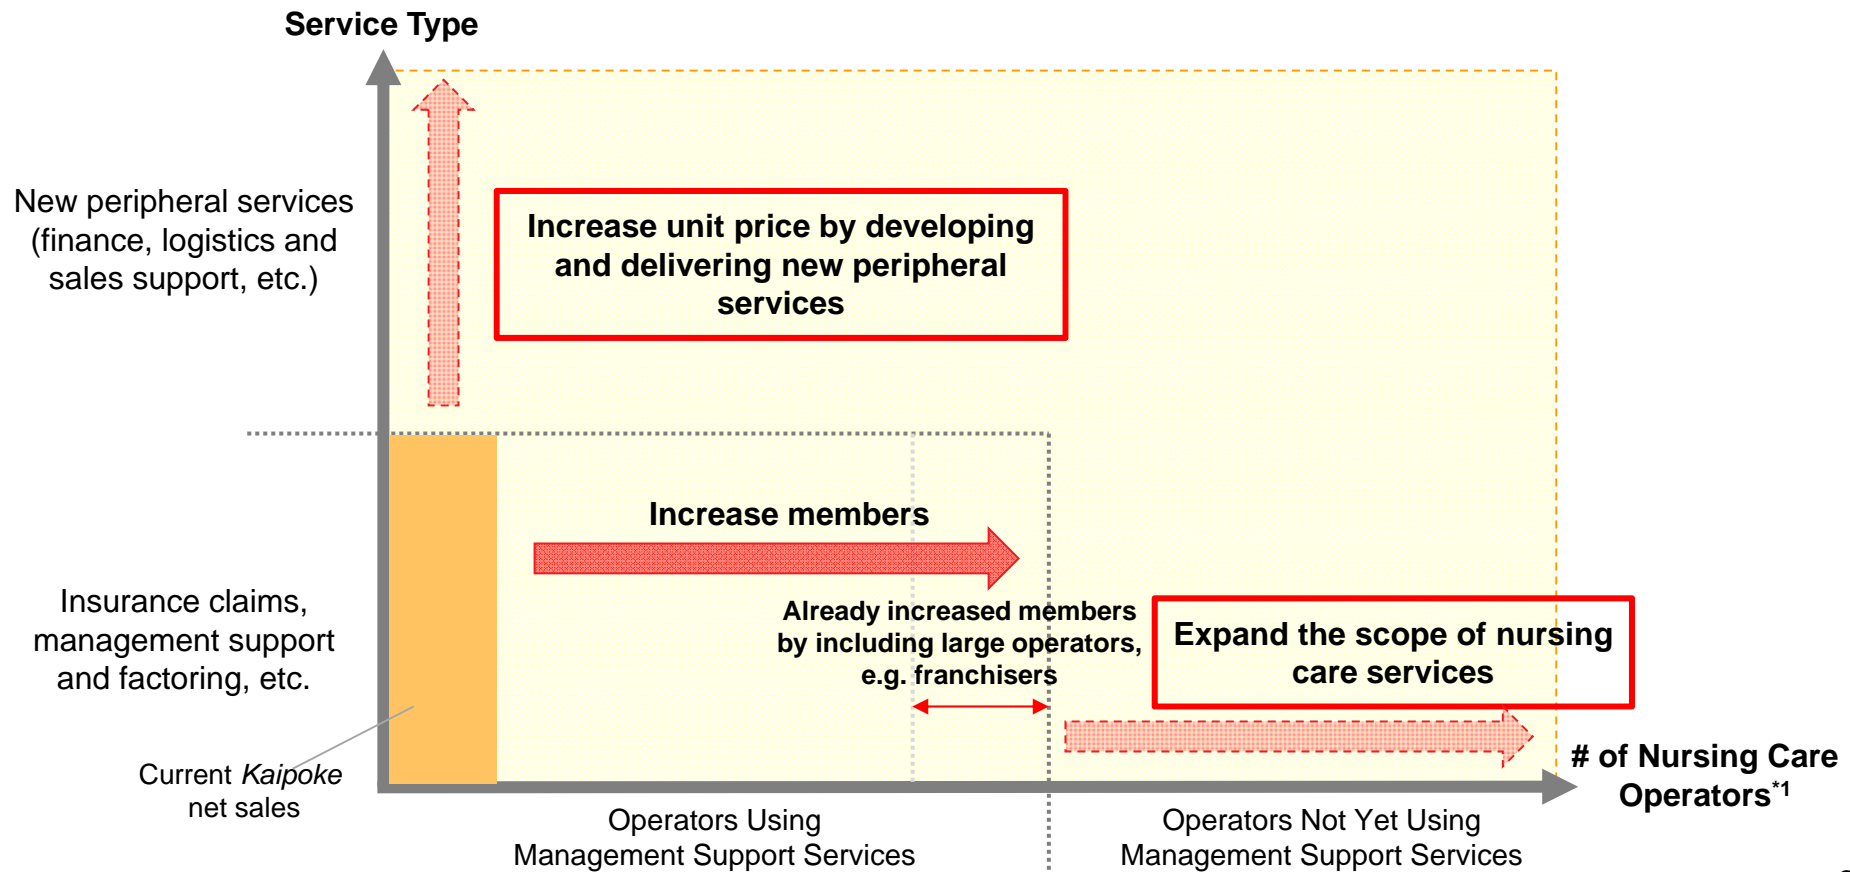 Service Type
New peripheral services
(finance, logistics and
sales support, etc.)
Increase unit price by developing
and delivering new peripheral
services
Increase members
Insurance claims,
management support
and factoring, etc.
Already increased members
by including large operators,
e.g. franchisers
Expand the scope of nursing
care services
Current Kaipoke
net sales
# of Nursing Care
Operators*1
Operators Using
Management Support Services
Operators Not Yet Using
Management Support Services